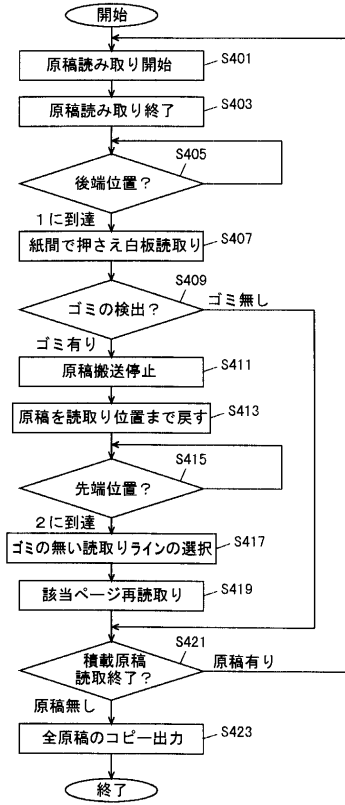 開始
原稿読み取り開始
S401
原稿読み取り終了
S403
S405
後端位置？
1に到達
紙間で押さえ白板読取り
S407
S409
ゴミの検出？
ゴミ無し
ゴミ有り
原稿搬送停止
S411
原稿を読取り位置まで戻す
S413
S415
先端位置？
2に到達
ゴミの無い読取りラインの選択
S417
該当ページ再読取り
S419
S421
積載原稿
読取終了？
原稿有り
原稿無し
全原稿のコピー出力
S423
終了